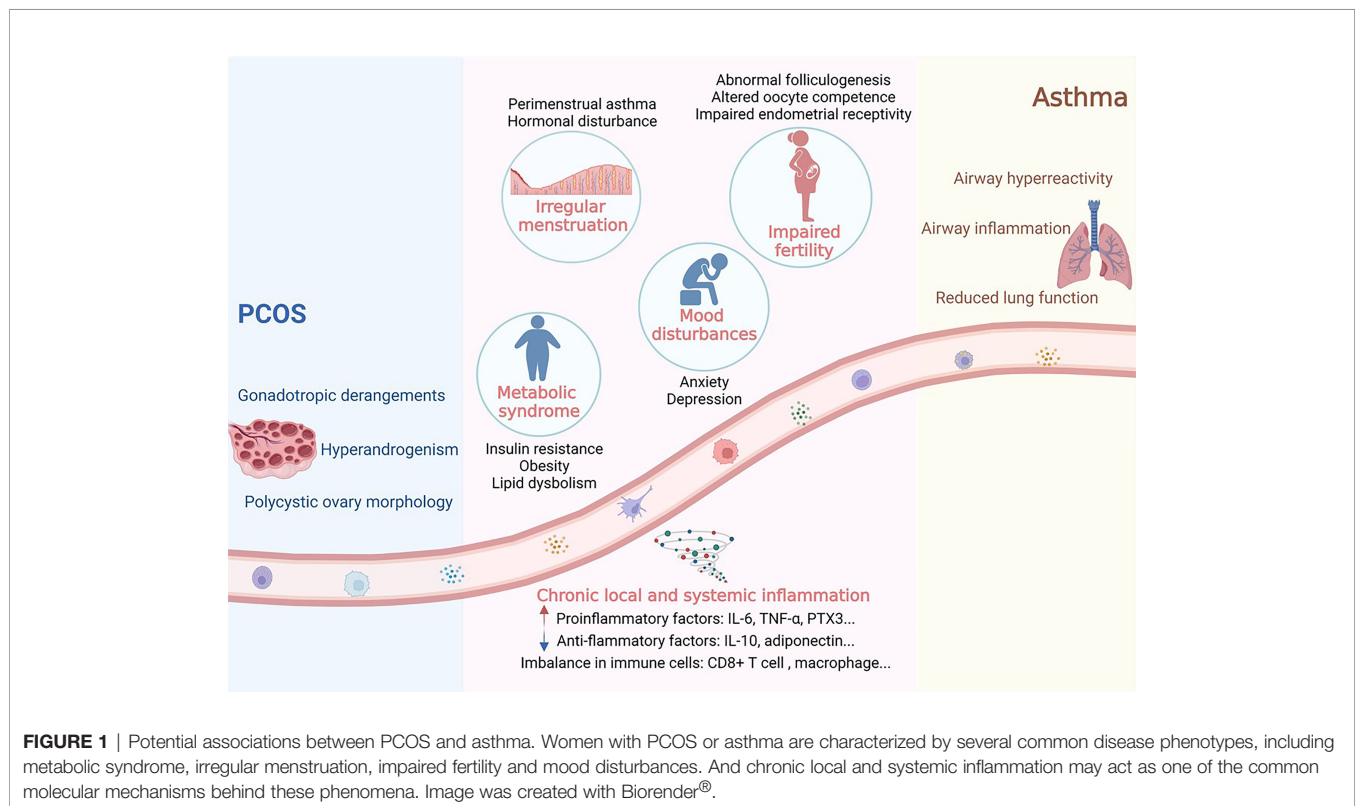 Abnormal folliculogenesis
Altered oocyte competence
Impaired endometrial receptivity
Perimenstrual asthma
Hormonal disturbance
Irregular
menstruation
Impaired
fertility
Asthma
Airway hyperreactivity
Airway inflammation
Reduced lung function
PCOS
Gonadotropic derangements
Hyperandrogenism
Polycystic ovary morphology
Mood
disturbances
Anxiety
Depression
Metabolic
syndrome
Insulin resistance
Obesity
Lipid dysbolism
Chronic local and systemic inflammation
Proinflammatory factors: IL-6, TNF-α, PTX3...
Anti-flammatory factors: IL-10, adiponectin...
Imbalance in immune cells: CD8+ T cell , macrophage...
FIGURE 1 | Potential associations between PCOS and asthma. Women with PCOS or asthma are characterized by several common disease phenotypes, including
metabolic syndrome, irregular menstruation, impaired fertility and mood disturbances. And chronic local and systemic inflammation may act as one of the common
molecular mechanisms behind these phenomena. Image was created with Biorender®.